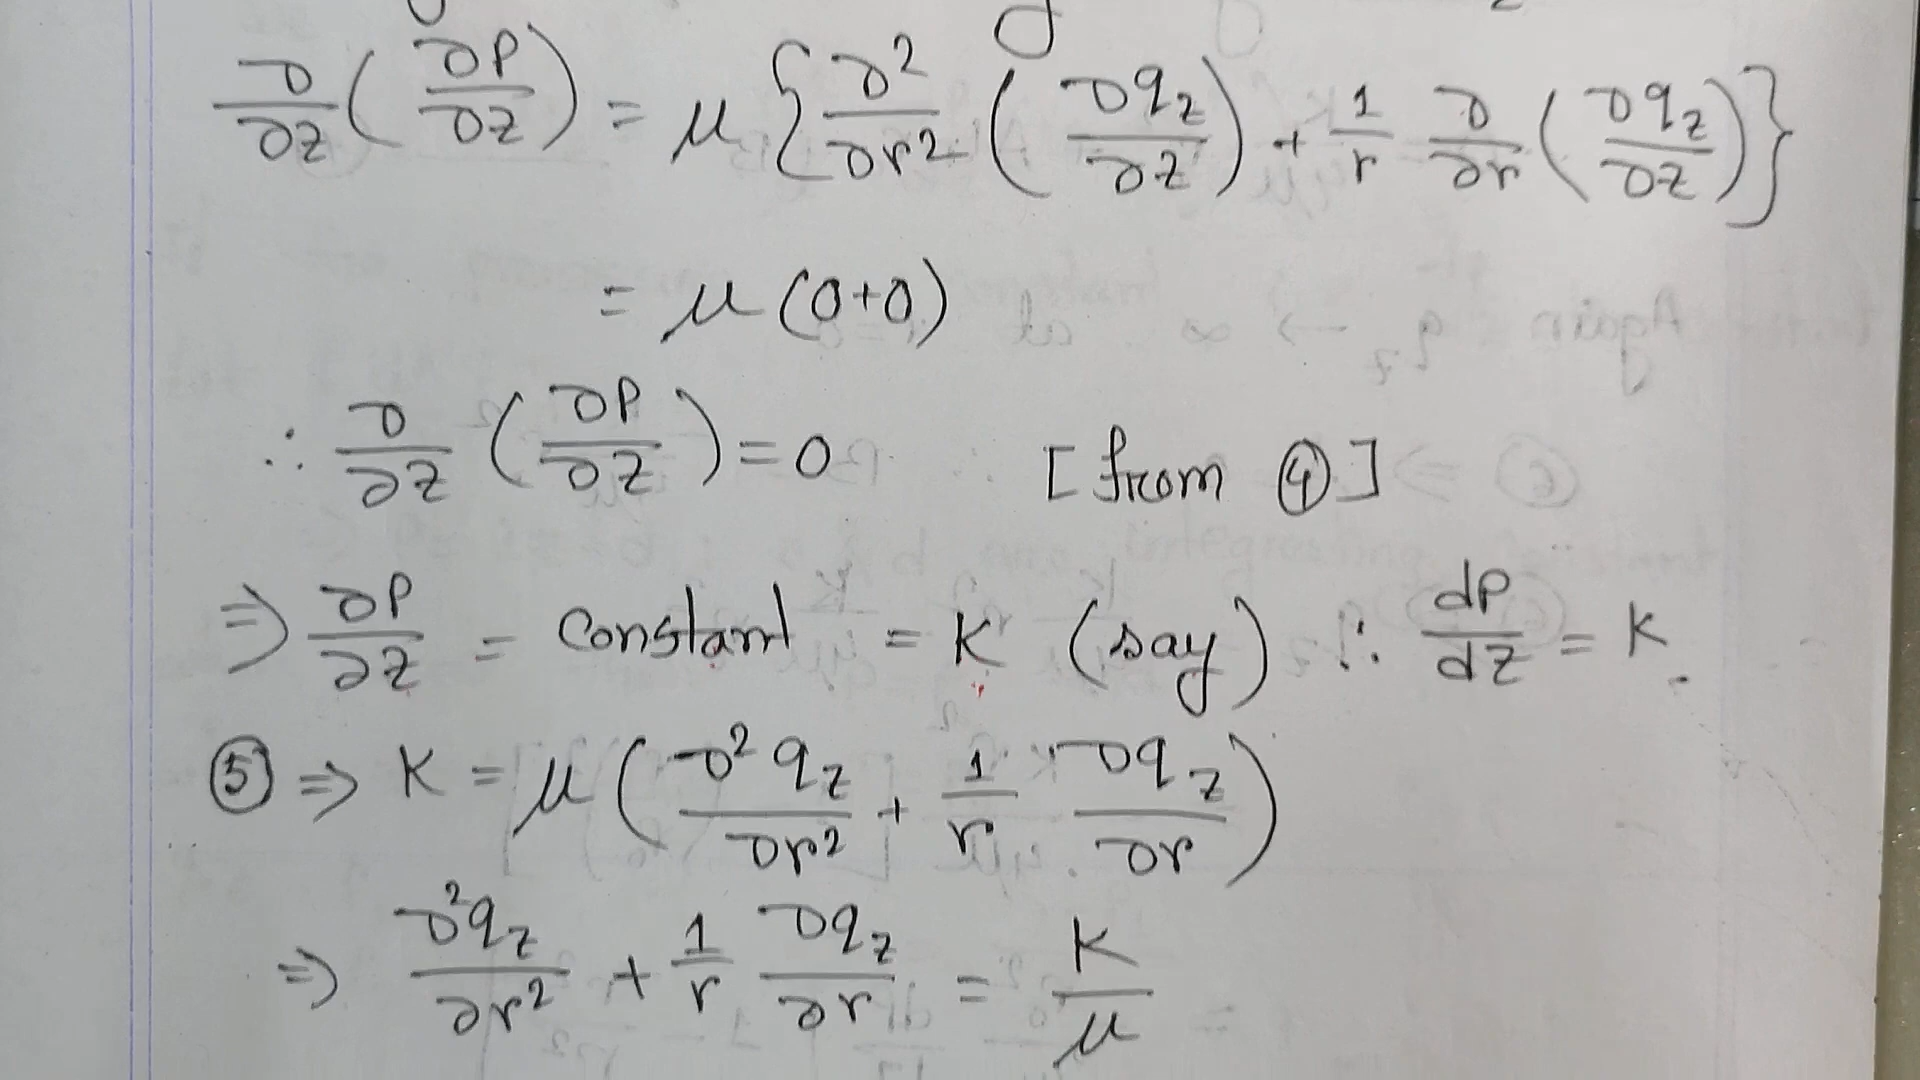 ∂/∂z (∂P/∂z) = μ {∂²/∂r² (∂q_z/∂z) + 1/r ∂/∂r (∂q_z/∂z)}
= μ (0+0)
∴ ∂/∂z (∂P/∂z) = 0 [from ④]
⇒ ∂P/∂z = constant = K (say) ∴ dP/dz = K.
⑤ ⇒ K = μ (∂²q_z/∂r² + 1/r ∂q_z/∂r)
⇒ ∂²q_z/∂r² + 1/r ∂q_z/∂r = K/μ